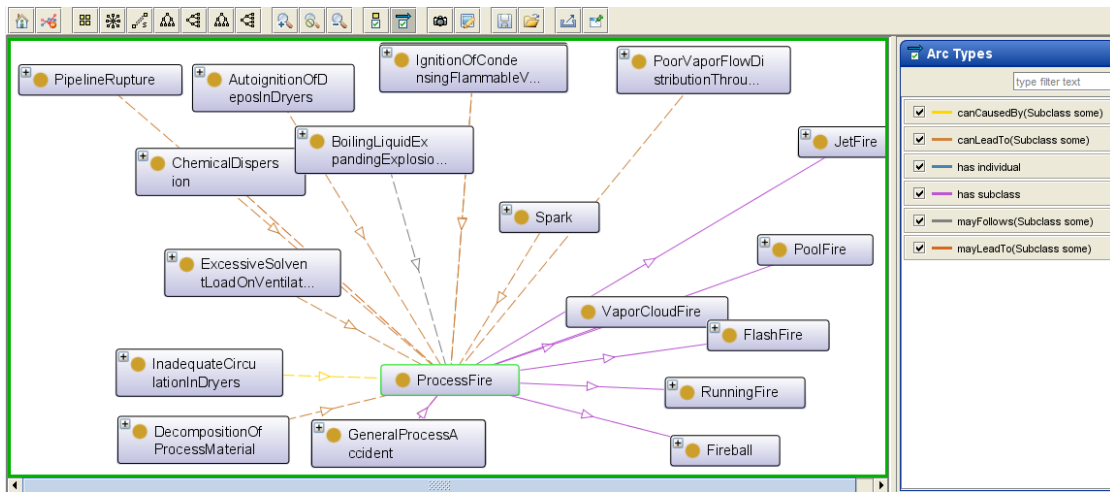 PipelineRupture
AutoignitionOfD
eposInDryers
IgnitionOfConde
nsingFlammableV...
PoorVaporFlowDi
stributionThrou...
BoilingLiquidEx
pandingExplosio...
JetFire
ChemicalDispers
ion
Spark
PoolFire
ExcessiveSolven
tLoadOnVentilat...
VaporCloudFire
FlashFire
InadequateCircu
lationInDryers
ProcessFire
RunningFire
DecompositionOf
ProcessMaterial
GeneralProcessA
ccident
Fireball
Arc Types
type filter text
canCausedBy(Subclass some)
canLeadTo(Subclass some)
has individual
has subclass
mayFollows(Subclass some)
mayLeadTo(Subclass some)